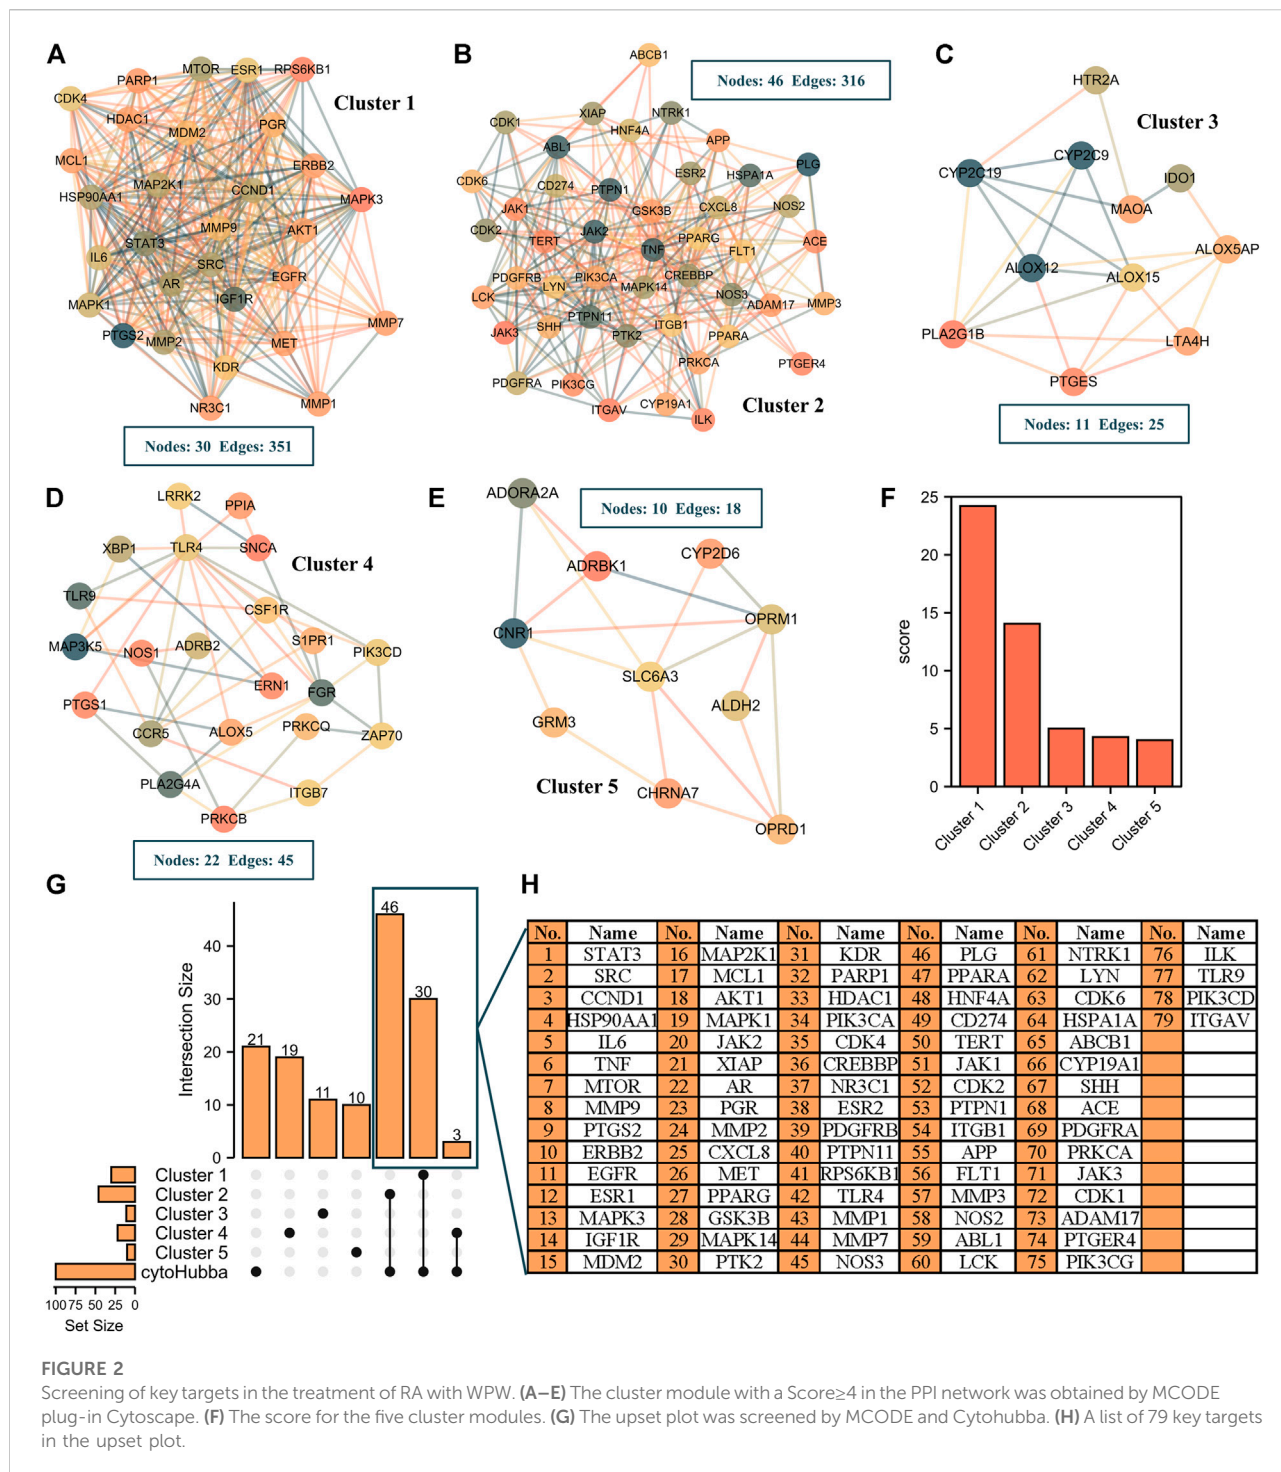 A
MTOR
ESR1
RPS6KB1
PARP1
CDK4
Cluster 1
HDAC1
MDM2
PGR
MCL1
ERBB2
MAP2K1
CCND1
HSP90AA1
MAPK3
MMP9
AKT1
STAT3
IL6
SRC
EGFR
AR
IGF1R
MAPK1
MMP7
PTGS2
MMP2
MET
KDR
NR3C1
MMP1
Nodes: 30 Edges: 351
B
ABCB1
Nodes: 46 Edges: 316
XIAP
NTRK1
CDK1
HNF4A
ABL1
APP
PLG
ESR2
HSPA1A
CDK6
CD274
PTPN1
JAK1
GSK3B
CXCL8
NOS2
CDK2
TERT
JAK2
TNF
PPARG
FLT1
ACE
PDGFRB
LYN
PIK3CA
MAPK14
CREBBP
NOS3
LCK
ADAM17
MMP3
PTPN11
JAK3
SHH
PTK2
ITGB1
PPARA
PRKCA
PTGER4
PDGFRA
PIK3CG
ITGAV
CYP19A1
ILK
Cluster 2
C
HTR2A
Cluster 3
CYP2C9
CYP2C19
IDO1
MAOA
ALOX5AP
ALOX12
ALOX15
PLA2G1B
LTA4H
PTGES
Nodes: 11 Edges: 25
D
LRRK2
PPIA
XBP1
TLR4
SNCA
Cluster 4
TLR9
CSF1R
MAP3K5
NOS1
ADRB2
S1PR1
PIK3CD
ERN1
FGR
PTGS1
CCR5
ALOX5
PRKCQ
ZAP70
PLA2G4A
ITGB7
PRKCB
Nodes: 22 Edges: 45
E
ADORA2A
Nodes: 10 Edges: 18
ADRBK1
CYP2D6
CNR1
OPRM1
SLC6A3
ALDH2
GRM3
Cluster 5
CHRNA7
OPRD1
F
25
20
15
10
5
0
score
Cluster 1
Cluster 2
Cluster 3
Cluster 4
Cluster 5
G
Intersection Size
40
30
20
10
0
21
19
11
10
46
30
3
Cluster 1
Cluster 2
Cluster 3
Cluster 4
Cluster 5
cytoHubba
100 75 50 25 0
Set Size
H
No. Name No. Name No. Name No. Name No. Name No. Name
1 STAT3 16 MAP2K1 31 KDR 46 PLG 61 NTRK1 76 ILK
2 SRC 17 MCL1 32 PARP1 47 PPARA 62 LYN 77 TLR9
3 CCND1 18 AKT1 33 HDAC1 48 HNF4A 63 CDK6 78 PIK3CD
4 HSP90AA1 19 MAPK1 34 PIK3CA 49 CD274 64 HSPA1A 79 ITGAV
5 IL6 20 JAK2 35 CDK4 50 TERT 65 ABCB1
6 TNF 21 XIAP 36 CREBBP 51 JAK1 66 CYP19A1
7 MTOR 22 AR 37 NR3C1 52 CDK2 67 SHH
8 MMP9 23 PGR 38 ESR2 53 PTPN1 68 ACE
9 PTGS2 24 MMP2 39 PDGFRB 54 ITGB1 69 PDGFRA
10 ERBB2 25 CXCL8 40 PTPN11 55 APP 70 PRKCA
11 EGFR 26 MET 41 RPS6KB1 56 FLT1 71 JAK3
12 ESR1 27 PPARG 42 TLR4 57 MMP3 72 CDK1
13 MAPK3 28 GSK3B 43 MMP1 58 NOS2 73 ADAM17
14 IGF1R 29 MAPK14 44 MMP7 59 ABL1 74 PTGER4
15 MDM2 30 PTK2 45 NOS3 60 LCK 75 PIK3CG
FIGURE 2
Screening of key targets in the treatment of RA with WPW. (A–E) The cluster module with a Score≥4 in the PPI network was obtained by MCODE
plug-in Cytoscape. (F) The score for the five cluster modules. (G) The upset plot was screened by MCODE and Cytohubba. (H) A list of 79 key targets
in the upset plot.